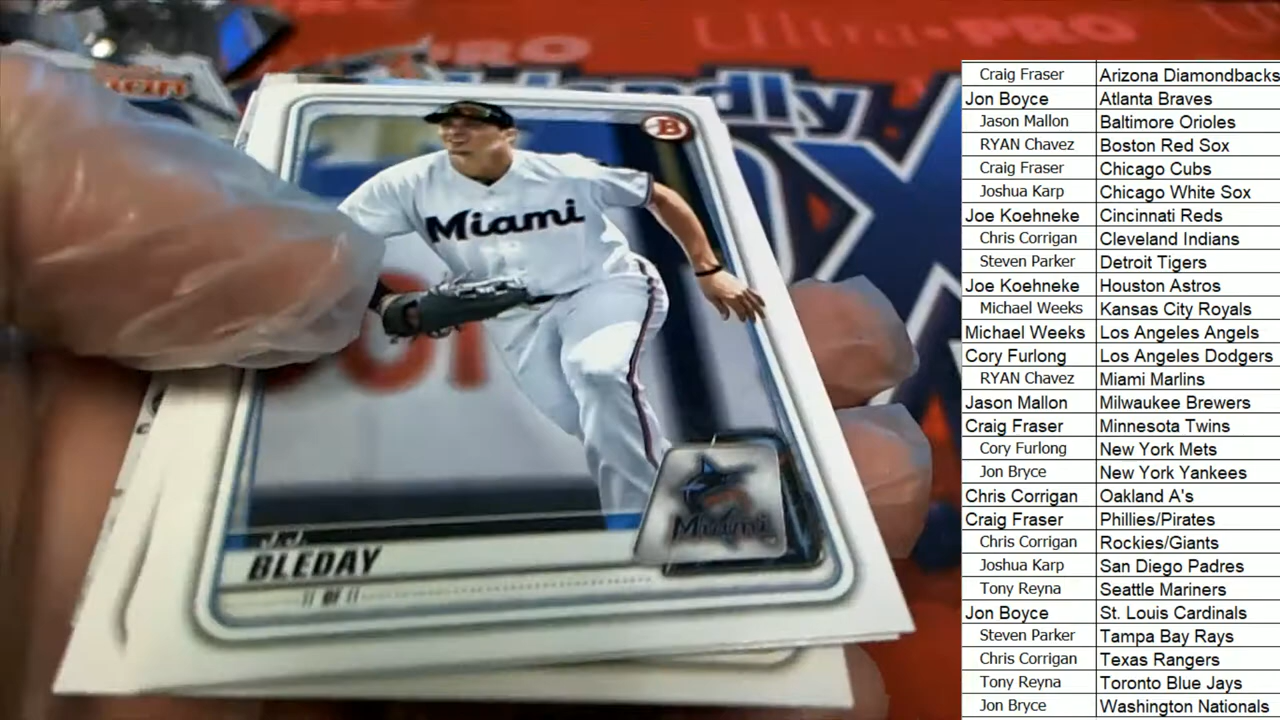 Ultra PRO
PRO
endly
B
Miami
Miami
JJ
BLEDAY
|| OF ||
Craig Fraser Arizona Diamondbacks
Jon Boyce Atlanta Braves
Jason Mallon Baltimore Orioles
RYAN Chavez Boston Red Sox
Craig Fraser Chicago Cubs
Joshua Karp Chicago White Sox
Joe Koehneke Cincinnati Reds
Chris Corrigan Cleveland Indians
Steven Parker Detroit Tigers
Joe Koehneke Houston Astros
Michael Weeks Kansas City Royals
Michael Weeks Los Angeles Angels
Cory Furlong Los Angeles Dodgers
RYAN Chavez Miami Marlins
Jason Mallon Milwaukee Brewers
Craig Fraser Minnesota Twins
Cory Furlong New York Mets
Jon Bryce New York Yankees
Chris Corrigan Oakland A's
Craig Fraser Phillies/Pirates
Chris Corrigan Rockies/Giants
Joshua Karp San Diego Padres
Tony Reyna Seattle Mariners
Jon Boyce St. Louis Cardinals
Steven Parker Tampa Bay Rays
Chris Corrigan Texas Rangers
Tony Reyna Toronto Blue Jays
Jon Bryce Washington Nationals